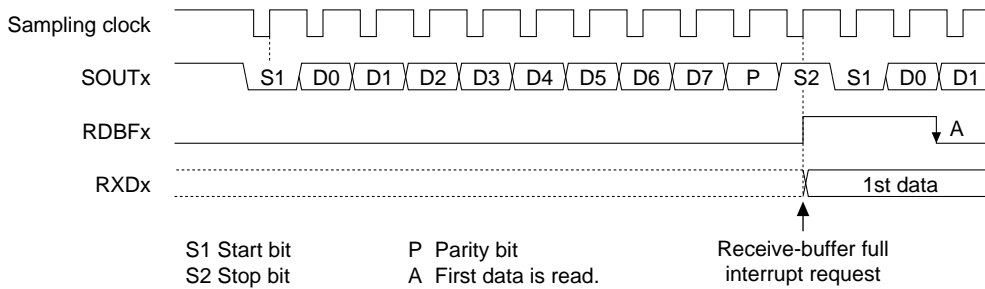 Sampling clock
SOUTx S1 D0 D1 D2 D3 D4 D5 D6 D7 P S2 S1 D0 D1
RDBFx A
RXDx 1st data
S1 Start bit P Parity bit Receive-buffer full
S2 Stop bit A First data is read. interrupt request